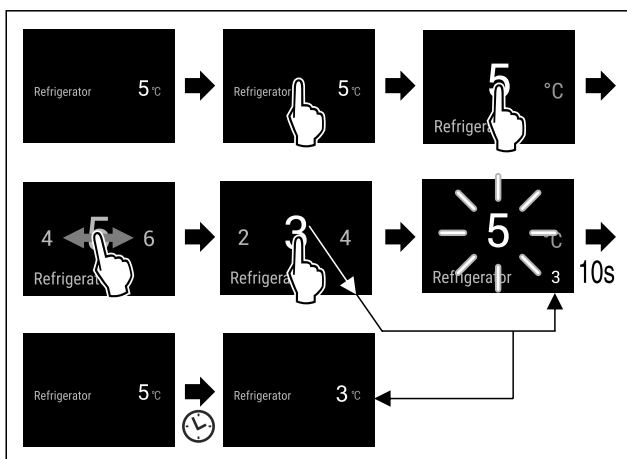 Refrigerator 5 °C
Refrigerator 5 °C
5 °C
Refrigera
4 5 6
Refrigerat
2 3 4
Refrigera
5 °C
Refrigerator 3
10s
Refrigerator 5 °C
Refrigerator 3 °C